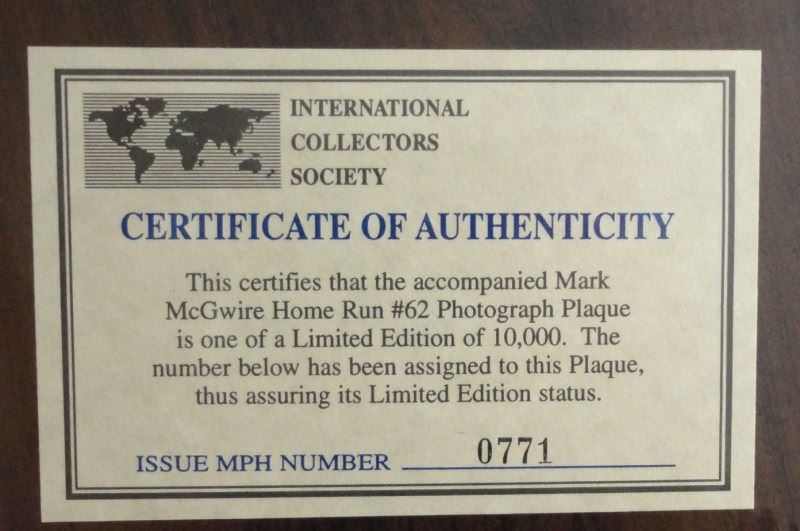 INTERNATIONAL
COLLECTORS
SOCIETY
CERTIFICATE OF AUTHENTICITY
This certifies that the accompanied Mark
McGwire Home Run #62 Photograph Plaque
is one of a Limited Edition of 10,000. The
number below has been assigned to this Plaque,
thus assuring its Limited Edition status.
ISSUE MPH NUMBER 0771